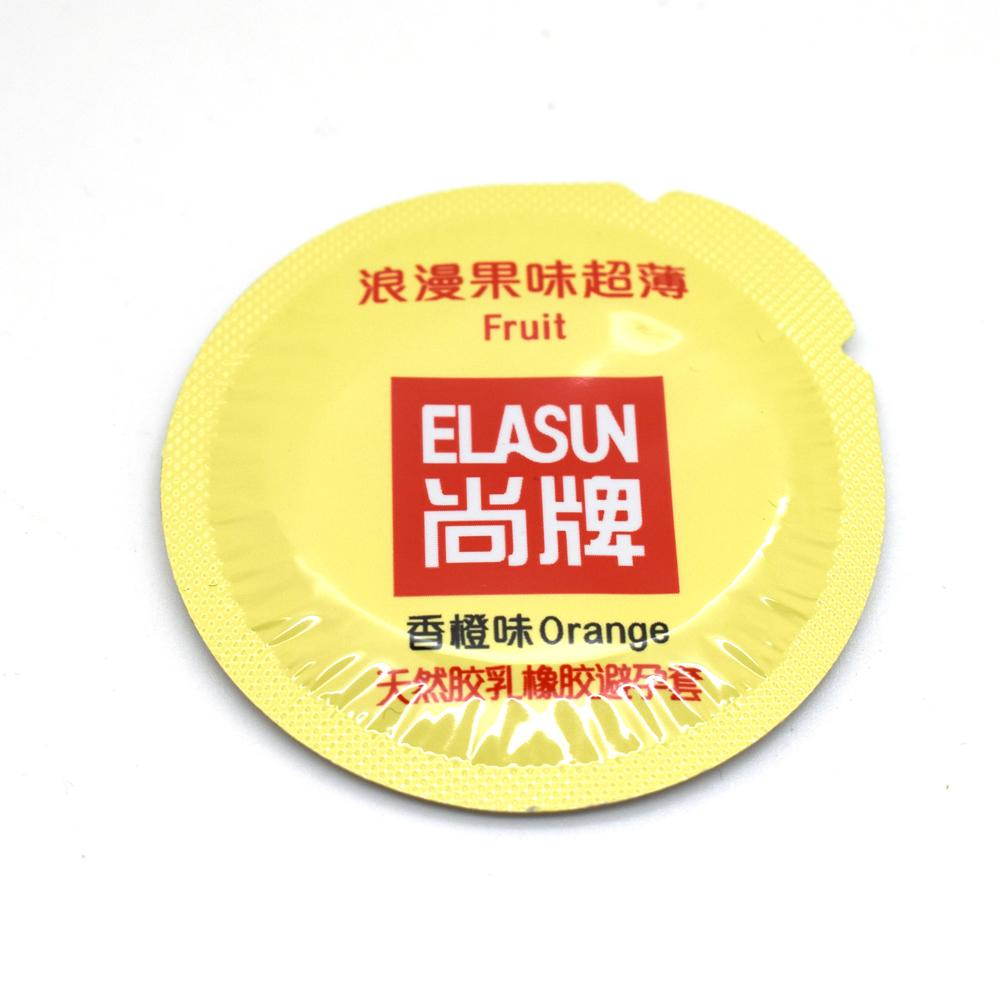 浪漫果味超薄
Fruit
ELASUN
尚牌
香橙味Orange
天然胶乳橡胶避孕套